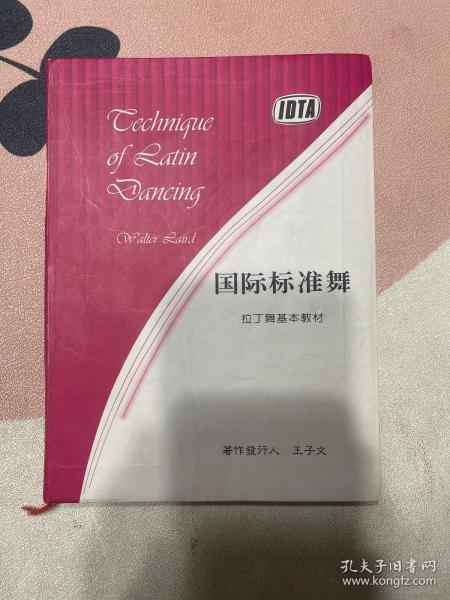 Technique
of Latin
Dancing
Walter Laird
IDTA
国际标准舞
拉丁舞基本教材
著作發行人 王子文
孔夫子旧书网
www.kongfz.com